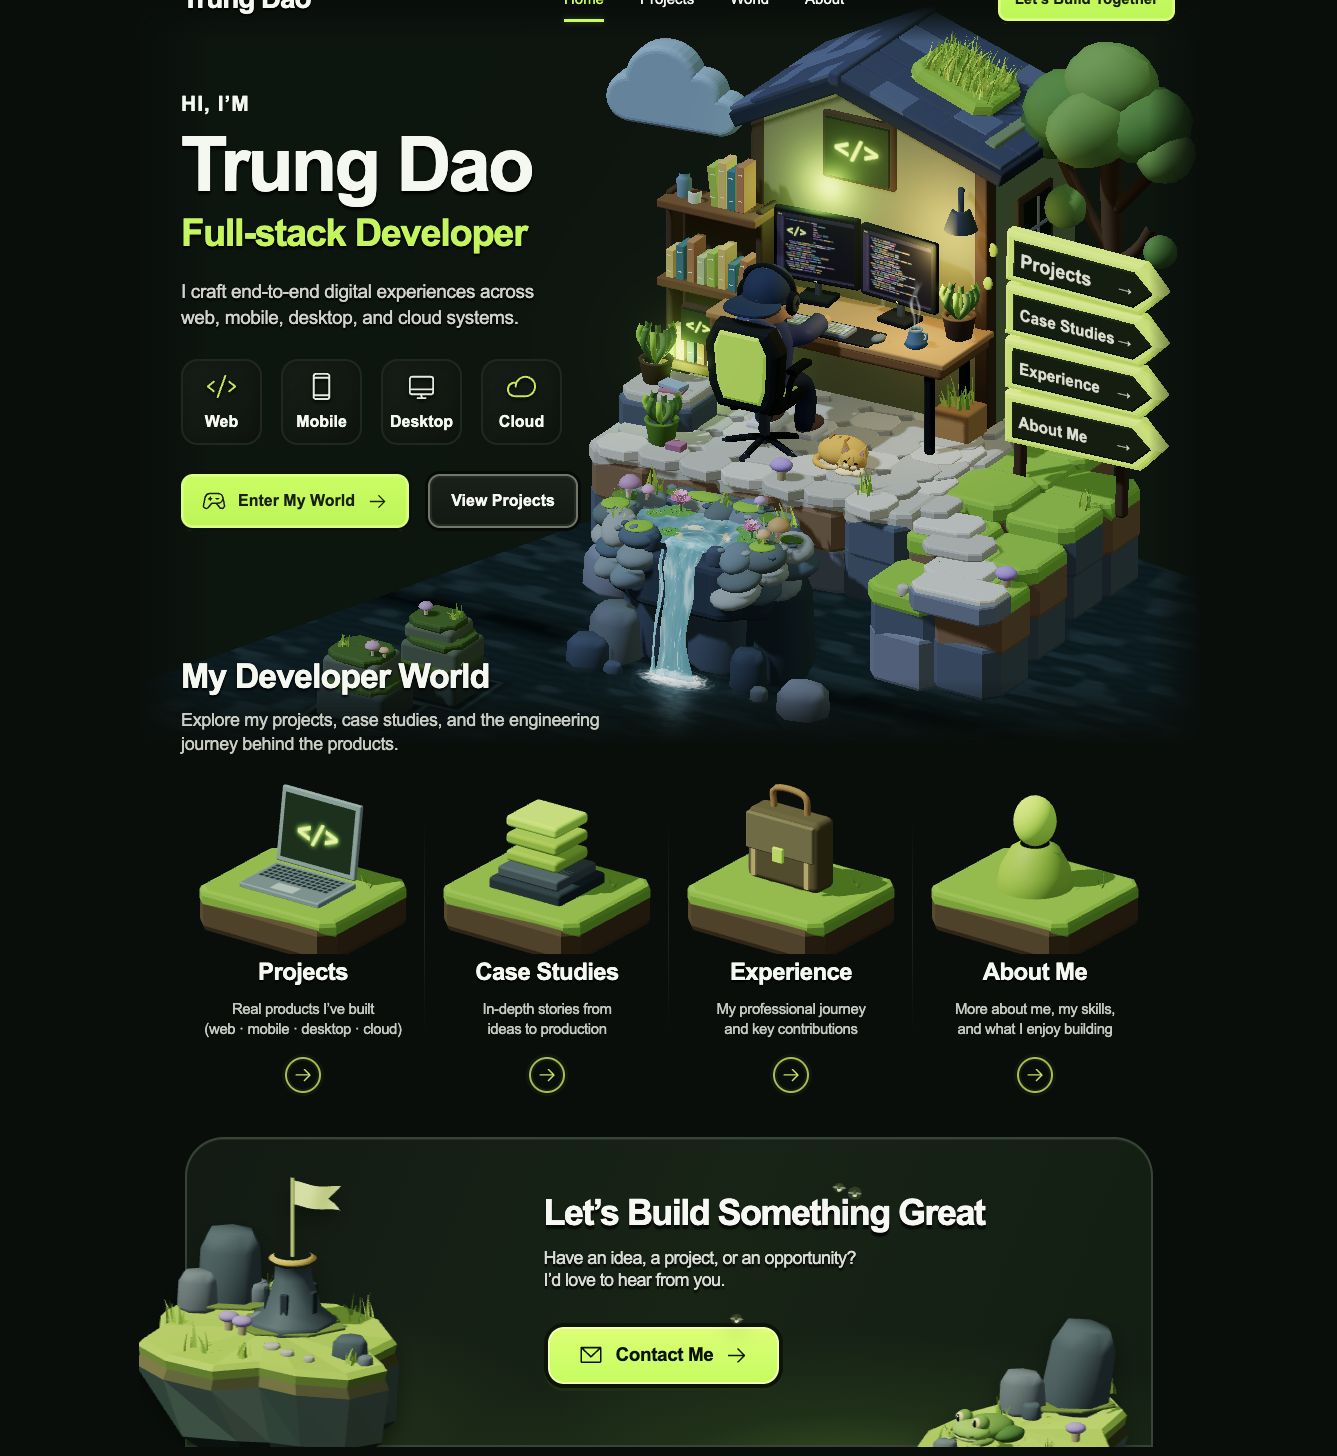 Trung Dao
Home
Projects
World
About
Let's Build Together
HI, I’M
Trung Dao
Full-stack Developer
I craft end-to-end digital experiences across
web, mobile, desktop, and cloud systems.
</>
Web
Mobile
Desktop
Cloud
Enter My World →
View Projects
</>
</>
</>
Projects →
Case Studies →
Experience →
About Me →
My Developer World
Explore my projects, case studies, and the engineering
journey behind the products.
</>
Projects
Real products I’ve built
(web · mobile · desktop · cloud)
Case Studies
In-depth stories from
ideas to production
Experience
My professional journey
and key contributions
About Me
More about me, my skills,
and what I enjoy building
Let’s Build Something Great
Have an idea, a project, or an opportunity?
I’d love to hear from you.
Contact Me →